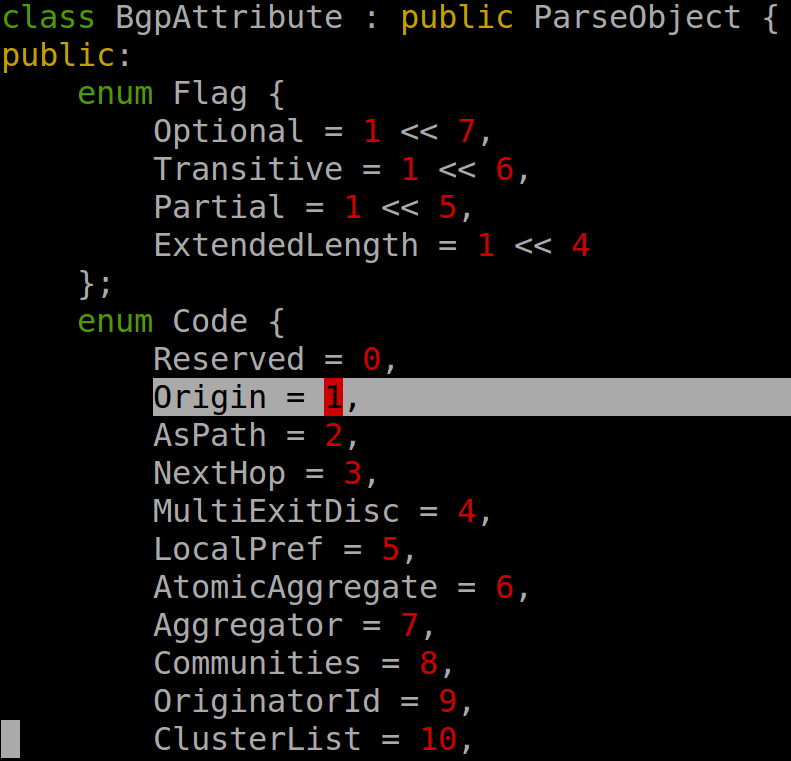 class BgpAttribute : public ParseObject {
public:
    enum Flag {
        Optional = 1 << 7,
        Transitive = 1 << 6,
        Partial = 1 << 5,
        ExtendedLength = 1 << 4
    };
    enum Code {
        Reserved = 0,
        Origin = 1,
        AsPath = 2,
        NextHop = 3,
        MultiExitDisc = 4,
        LocalPref = 5,
        AtomicAggregate = 6,
        Aggregator = 7,
        Communities = 8,
        OriginatorId = 9,
        ClusterList = 10,